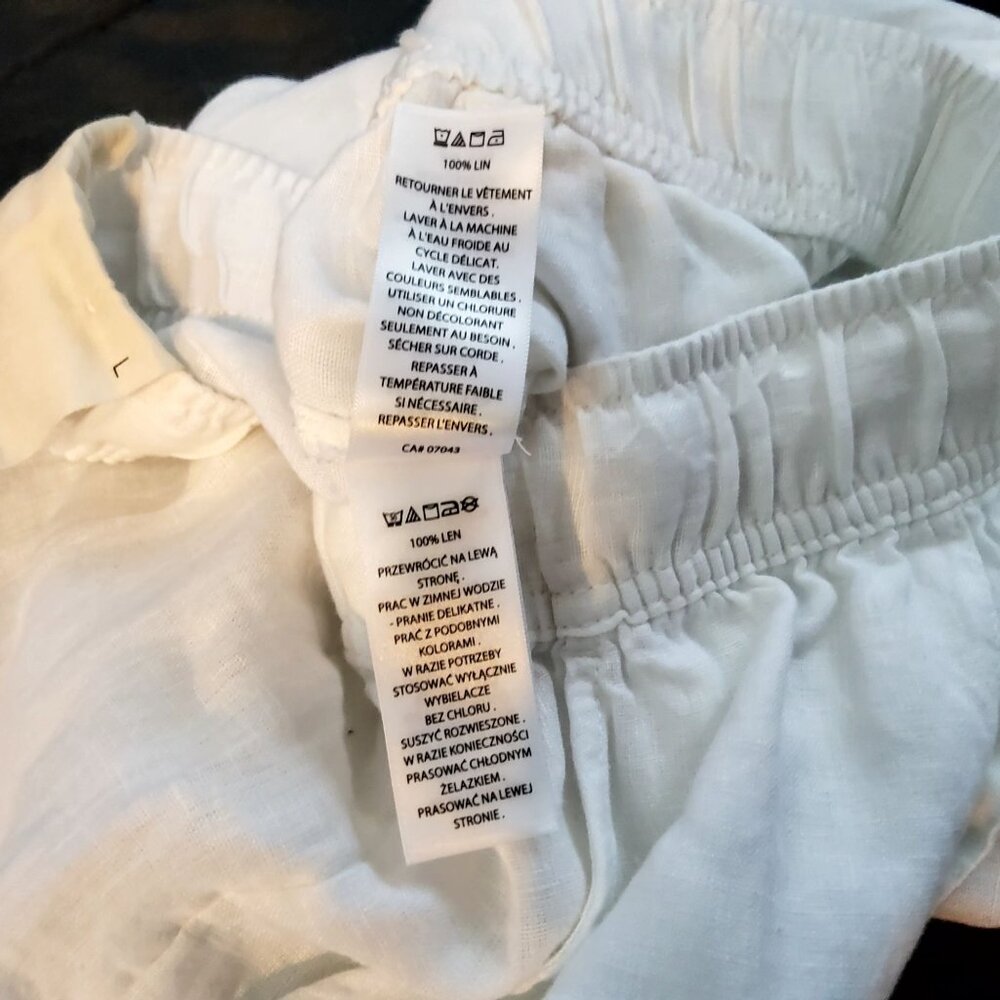 100% LIN
RETOURNER LE VÊTEMENT
À L'ENVERS .
LAVER À LA MACHINE
À L'EAU FROIDE AU
CYCLE DÉLICAT.
LAVER AVEC DES
COULEURS SEMBLABLES .
UTILISER UN CHLORURE
NON DÉCOLORANT
SEULEMENT AU BESOIN .
SÉCHER SUR CORDE .
REPASSER À
TEMPÉRATURE FAIBLE
SI NÉCESSAIRE .
REPASSER L'ENVERS .
CA# 07043
100% LEN
PRZEWRÓCIĆ NA LEWĄ
STRONĘ .
PRAC W ZIMNEJ WODZIE
- PRANIE DELIKATNE .
PRAĆ Z PODOBNYMI
KOLORAMI .
W RAZIE POTRZEBY
STOSOWAĆ WYŁĄCZNIE
WYBIELACZE
BEZ CHLORU .
SUSZYĆ ROZWIESZONE .
W RAZIE KONIECZNOŚCI
PRASOWAĆ CHŁODNYM
ŻELAZKIEM .
PRASOWAĆ NA LEWEJ
STRONIE .
L